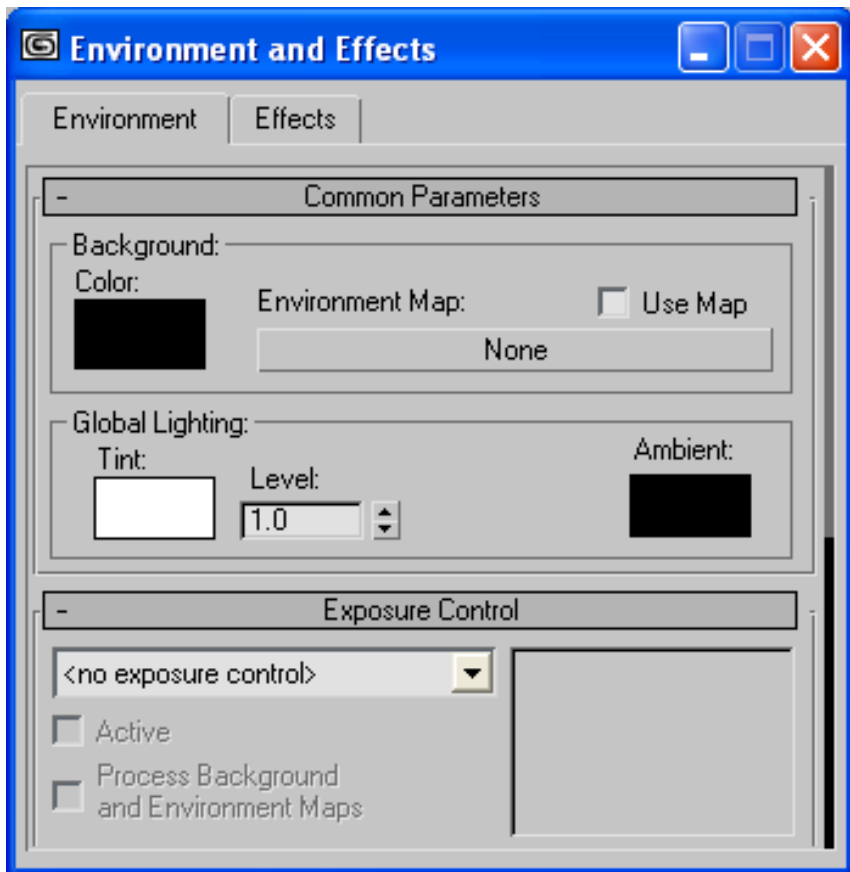 Environment and Effects
Environment Effects
- Common Parameters
Background:
Color:
Environment Map: Use Map
None
Global Lighting:
Tint: Ambient:
Level:
1.0
- Exposure Control
<no exposure control>
Active
Process Background
and Environment Maps